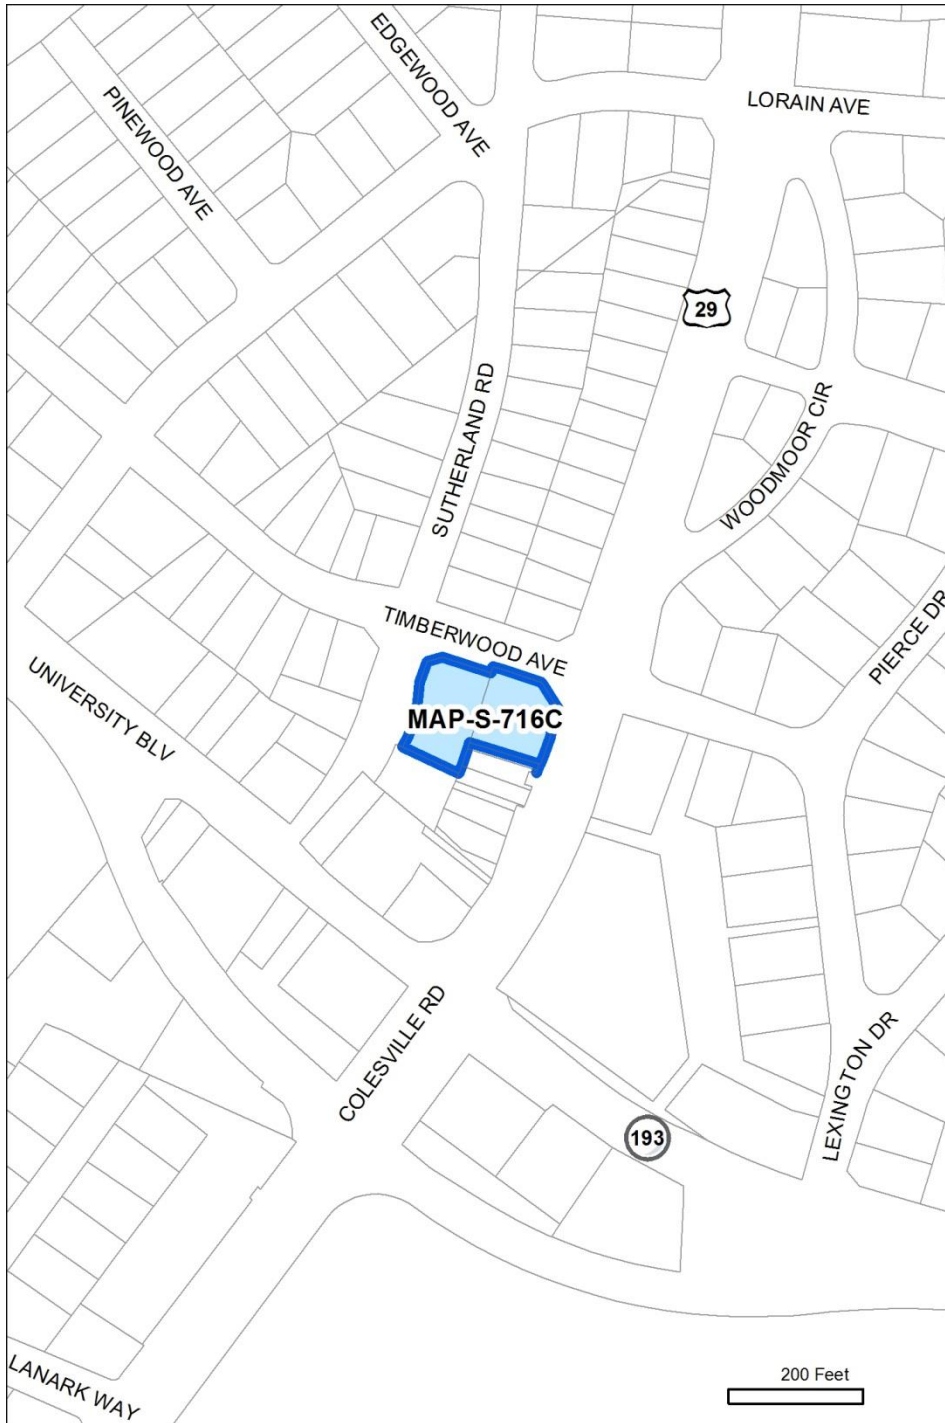 EDGEWOOD AVE
LORAIN AVE
PINEWOOD AVE
29
SUTHERLAND RD
WOODMOOR CIR
TIMBERWOOD AVE
PIERCE DR
UNIVERSITY BLV
MAP-S-716C
COLESVILLE RD
LEXINGTON DR
193
LANARK WAY
200 Feet